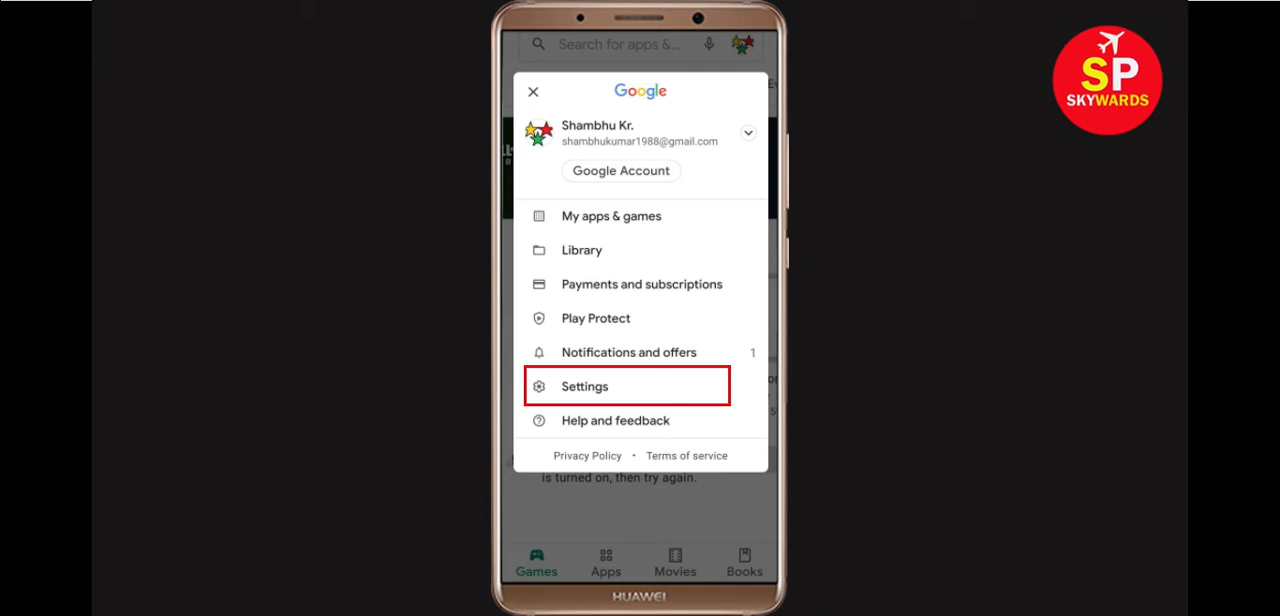 Search for apps &...
SP
SKYWARDS
Google
Shambhu Kr.
shambhukumar1988@gmail.com
Google Account
My apps & games
Library
Payments and subscriptions
Play Protect
Notifications and offers 1
Settings
Help and feedback
Privacy Policy • Terms of service
is turned on, then try again.
Games Apps Movies Books
HUAWEI